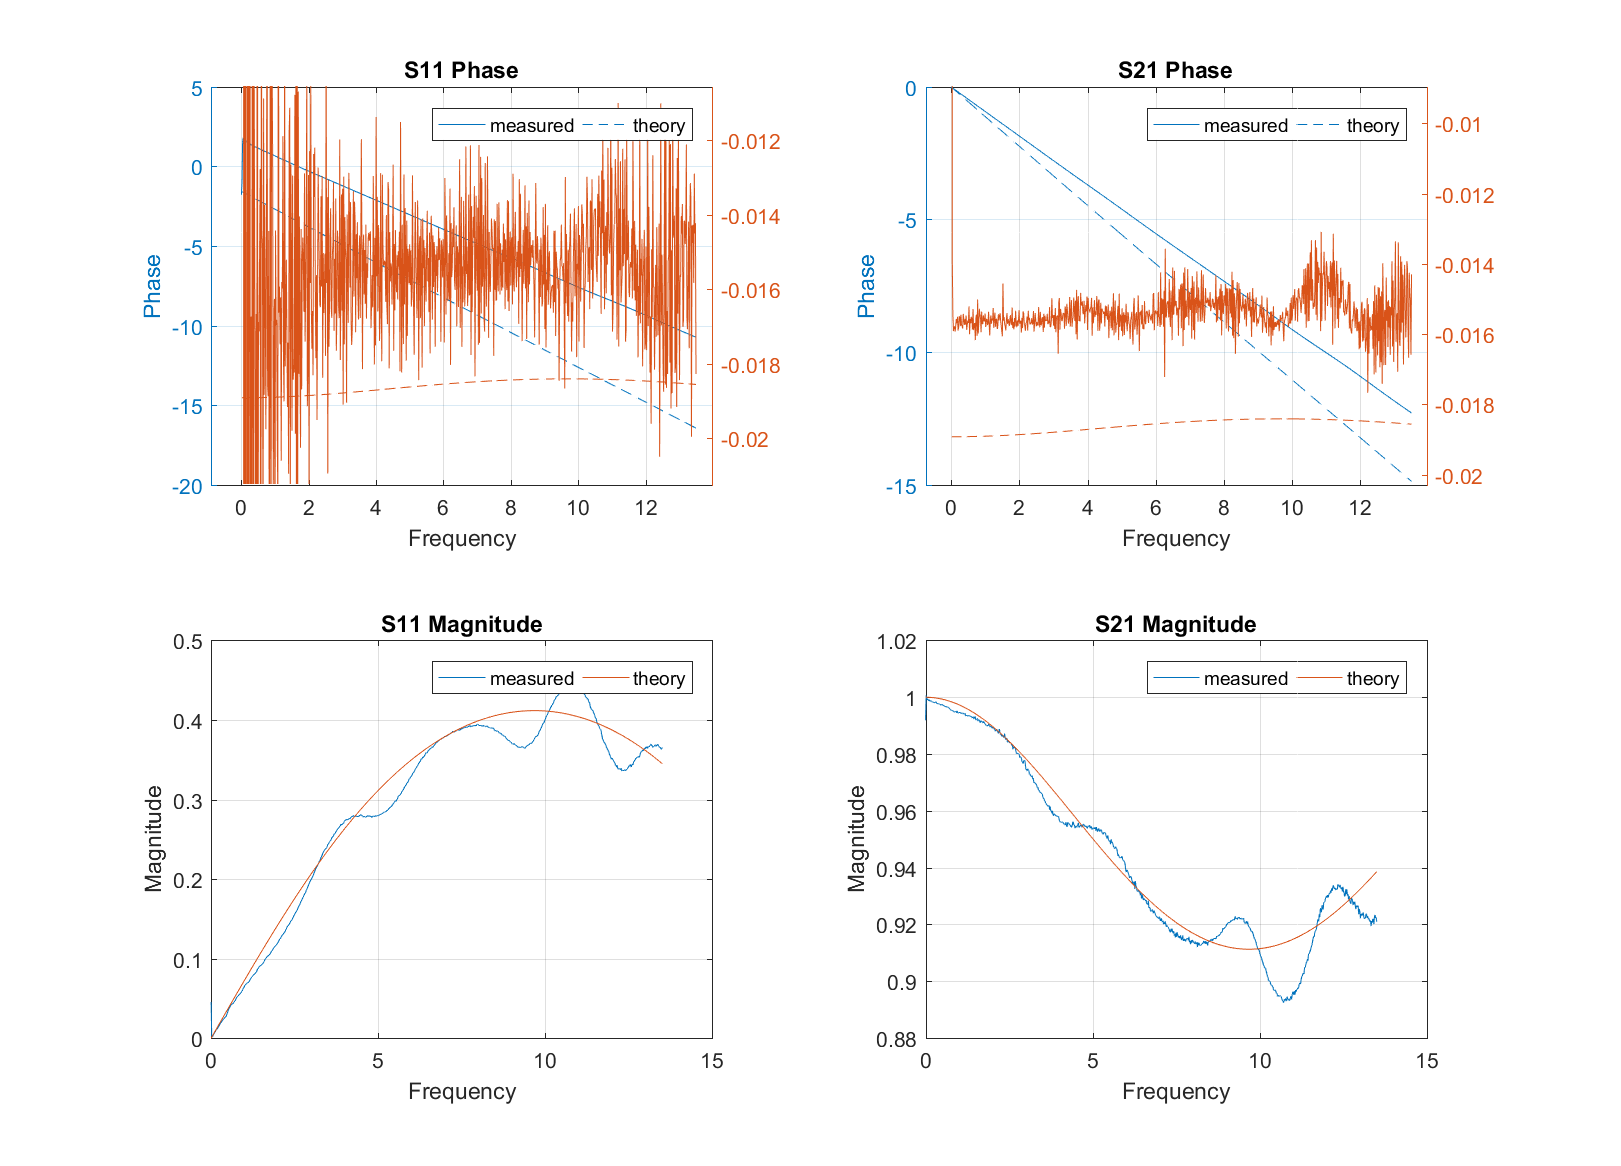 S11 Phase
measured theory
5
0
-5
-10
-15
-20
Phase
-0.012
-0.014
-0.016
-0.018
-0.02
0 2 4 6 8 10 12
Frequency
S21 Phase
measured theory
0
-5
-10
-15
Phase
-0.01
-0.012
-0.014
-0.016
-0.018
-0.02
0 2 4 6 8 10 12
Frequency
S11 Magnitude
measured theory
0.5
0.4
0.3
0.2
0.1
0
Magnitude
0 5 10 15
Frequency
S21 Magnitude
measured theory
1.02
1
0.98
0.96
0.94
0.92
0.9
0.88
Magnitude
0 5 10 15
Frequency